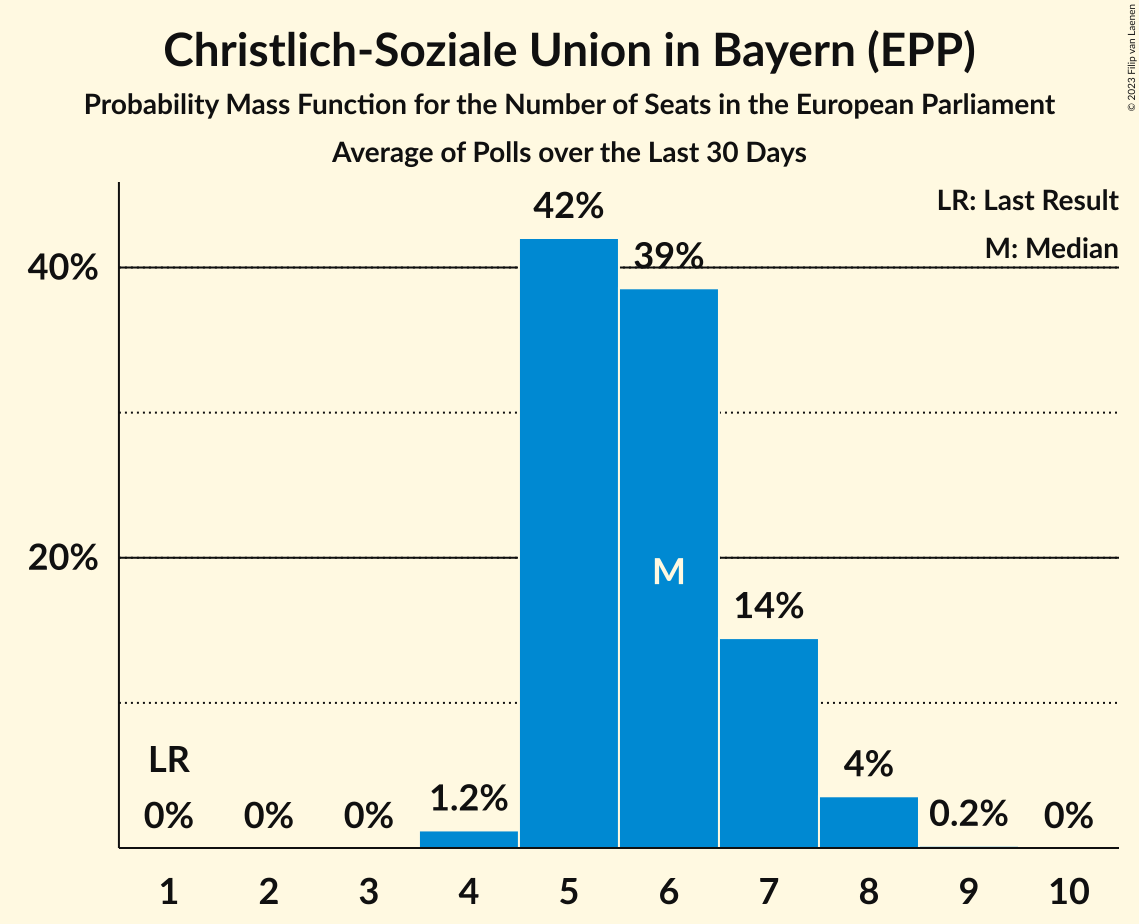 Christlich-Soziale Union in Bayern (EPP)
Probability Mass Function for the Number of Seats in the European Parliament
Average of Polls over the Last 30 Days
© 2023 Filip van Laenen
LR: Last Result
M: Median
42%
39%
40%
20%
M
14%
LR
0%
0%
0%
1.2%
4%
0.2%
0%
1 2 3 4 5 6 7 8 9 10